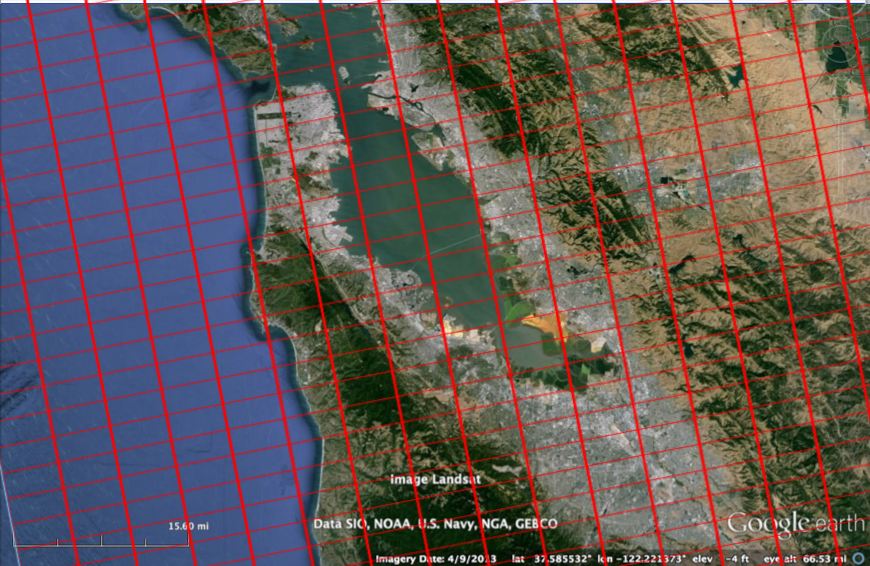 Image Landsat
15.60 mi
Data SIO, NOAA, U.S. Navy, NGA, GEBCO
Google earth
Imagery Date: 4/9/2013 lat 37.585532° lon -122.221373° elev -4 ft eye alt 66.53 mi